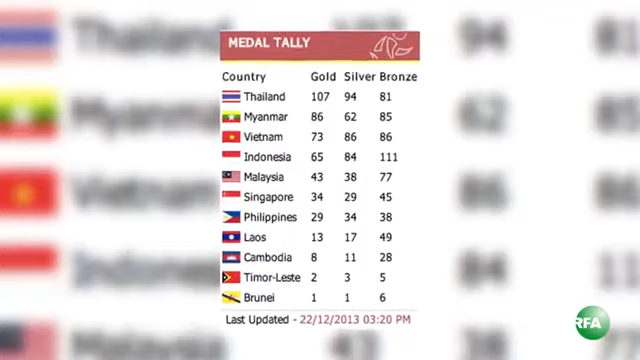 MEDAL TALLY
Country Gold Silver Bronze
Thailand 107 94 81
Myanmar 86 62 85
Vietnam 73 86 86
Indonesia 65 84 111
Malaysia 43 38 77
Singapore 34 29 45
Philippines 29 34 38
Laos 13 17 49
Cambodia 8 11 28
Timor-Leste 2 3 5
Brunei 1 1 6
Last Updated - 22/12/2013 03:20 PM
RFA